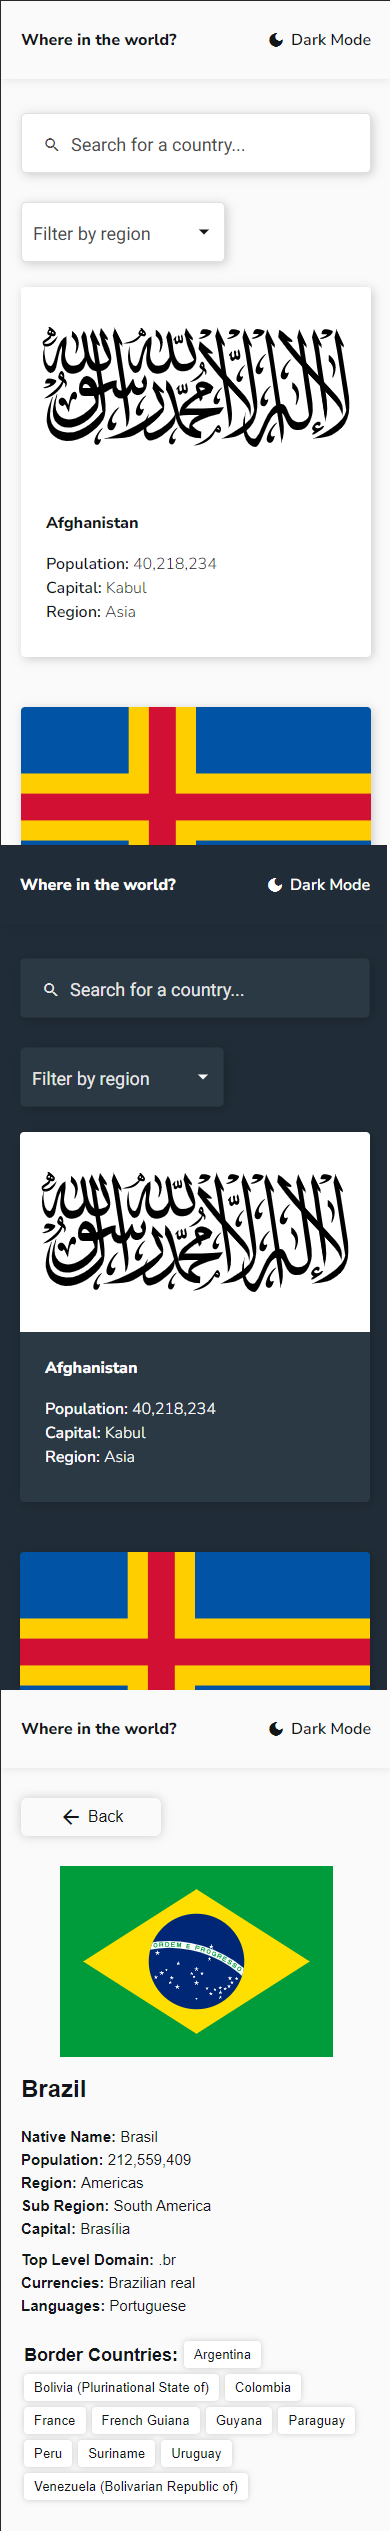 Where in the world? Dark Mode
Search for a country...
Filter by region
لا إله إلا الله محمد رسول الله
Afghanistan
Population: 40,218,234
Capital: Kabul
Region: Asia
Where in the world? Dark Mode
Search for a country...
Filter by region
لا إله إلا الله محمد رسول الله
Afghanistan
Population: 40,218,234
Capital: Kabul
Region: Asia
Where in the world? Dark Mode
Back
ORDEM E PROGRESSO
Brazil
Native Name: Brasil
Population: 212,559,409
Region: Americas
Sub Region: South America
Capital: Brasília
Top Level Domain: .br
Currencies: Brazilian real
Languages: Portuguese
Border Countries: Argentina
Bolivia (Plurinational State of) Colombia
France French Guiana Guyana Paraguay
Peru Suriname Uruguay
Venezuela (Bolivarian Republic of)